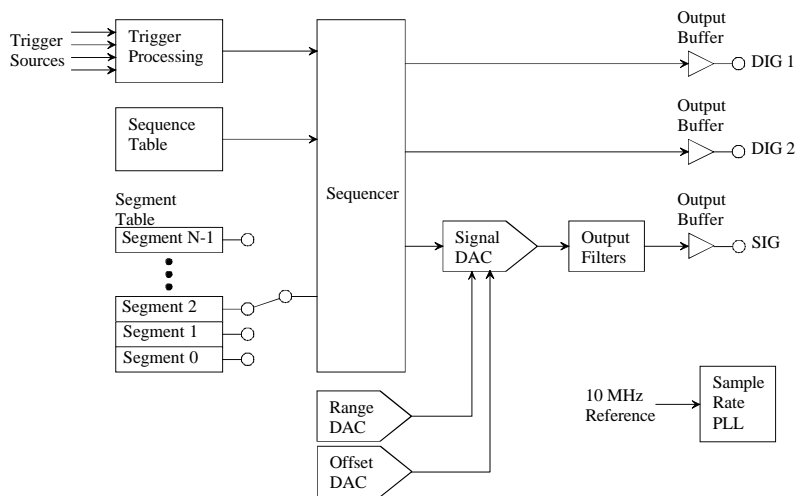 Trigger
Sources
Trigger
Processing
Sequence
Table
Segment
Table
Segment N-1
Segment 2
Segment 1
Segment 0
Sequencer
Signal
DAC
Output
Filters
Output
Buffer
DIG 1
Output
Buffer
DIG 2
Output
Buffer
SIG
Range
DAC
Offset
DAC
10 MHz
Reference
Sample
Rate
PLL